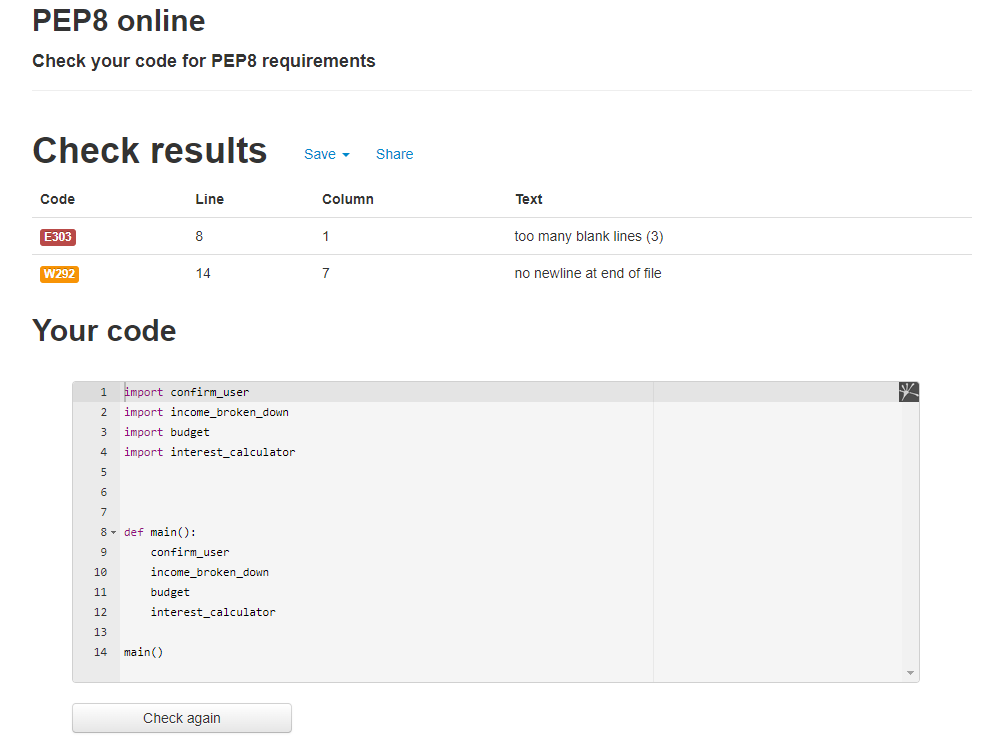 PEP8 online
Check your code for PEP8 requirements
Check results Save Share
Code Line Column Text
E303 8 1 too many blank lines (3)
W292 14 7 no newline at end of file
Your code
1 import confirm_user
2 import income_broken_down
3 import budget
4 import interest_calculator
5
6
7
8 def main():
9 confirm_user
10 income_broken_down
11 budget
12 interest_calculator
13
14 main()
Check again